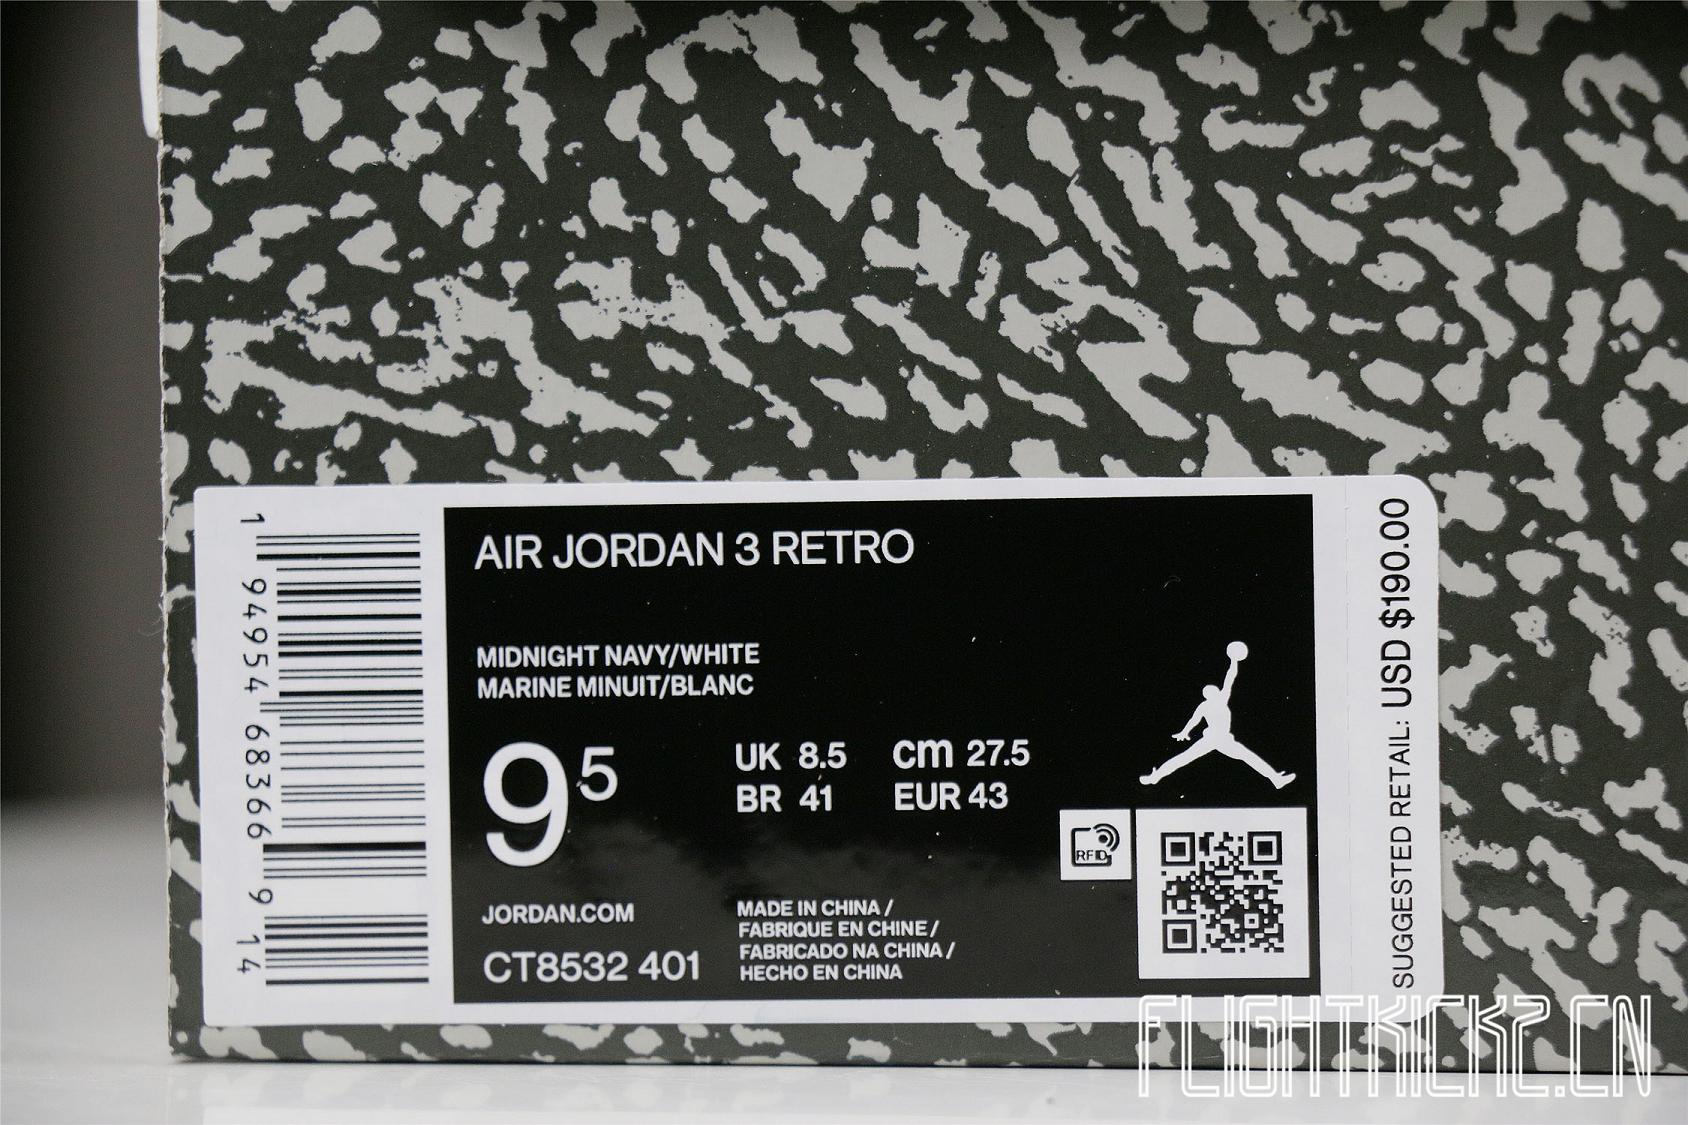 1 94954 68366 9 14
AIR JORDAN 3 RETRO
MIDNIGHT NAVY/WHITE
MARINE MINUIT/BLANC
9 5
UK 8.5 cm 27.5
BR 41 EUR 43
RFID
JORDAN.COM
CT8532 401
MADE IN CHINA /
FABRIQUE EN CHINE /
FABRICADO NA CHINA /
HECHO EN CHINA
SUGGESTED RETAIL: USD $190.00
FLIGHTKICKZ.CN